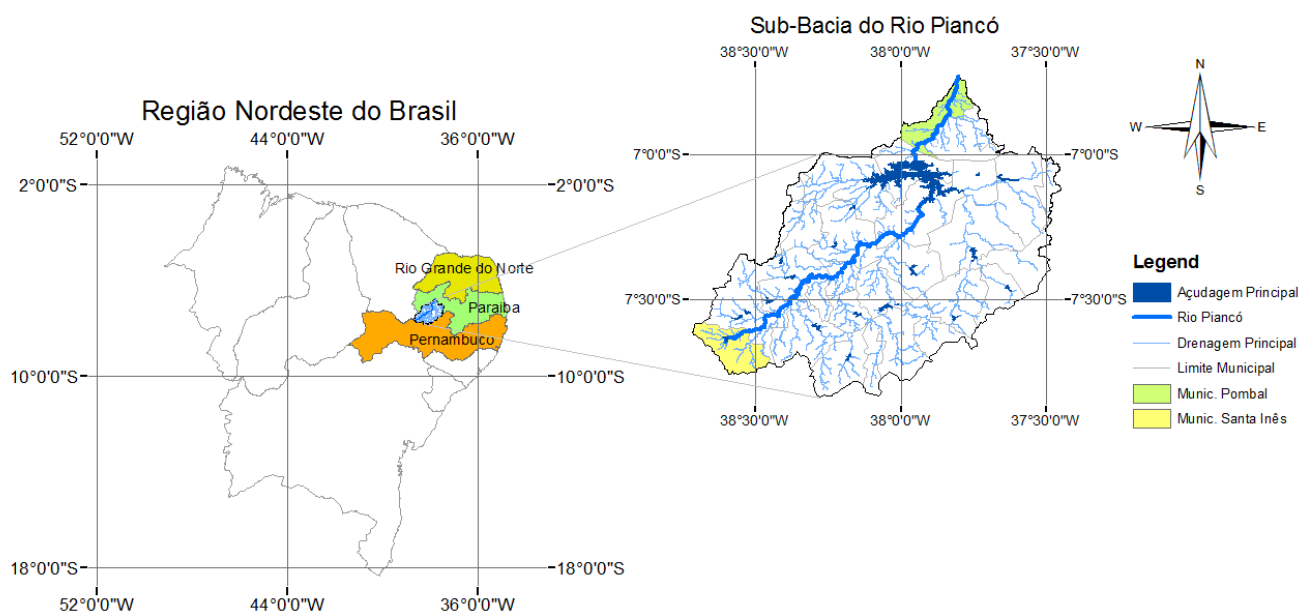 Região Nordeste do Brasil
52°0'0"W
44°0'0"W
36°0'0"W
2°0'0"S
2°0'0"S
Rio Grande do Norte
Paraiba
Pernambuco
10°0'0"S
10°0'0"S
18°0'0"S
18°0'0"S
52°0'0"W
44°0'0"W
36°0'0"W
Sub-Bacia do Rio Piancó
38°30'0"W
38°0'0"W
37°30'0"W
7°0'0"S
7°0'0"S
7°30'0"S
7°30'0"S
38°30'0"W
38°0'0"W
37°30'0"W
N
W
E
S
Legend
Açudagem Principal
Rio Piancó
Drenagem Principal
Limite Municipal
Munic. Pombal
Munic. Santa Inês